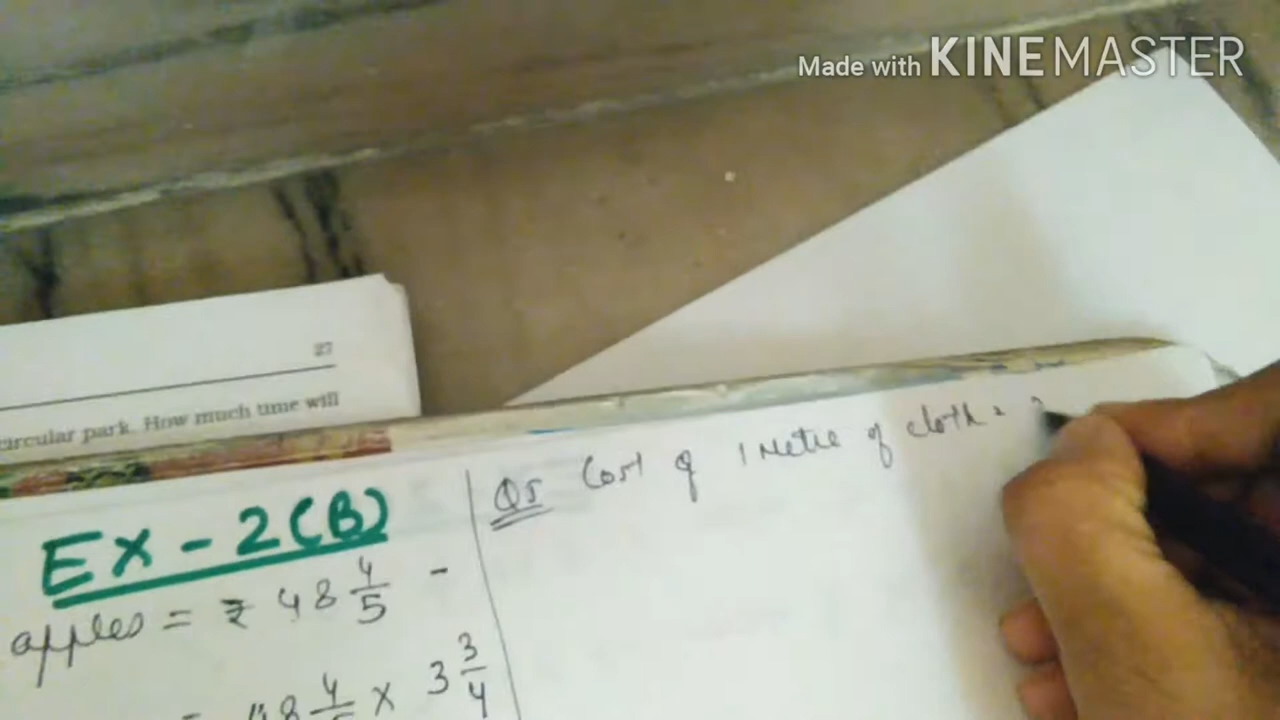 Made with KINEMASTER
27
circular park. How much time will
EX - 2(B)
apples = ₹ 48 4/5 -
= 48 4/5 × 3 3/4
Q5 Cost of 1 Metre of cloth =